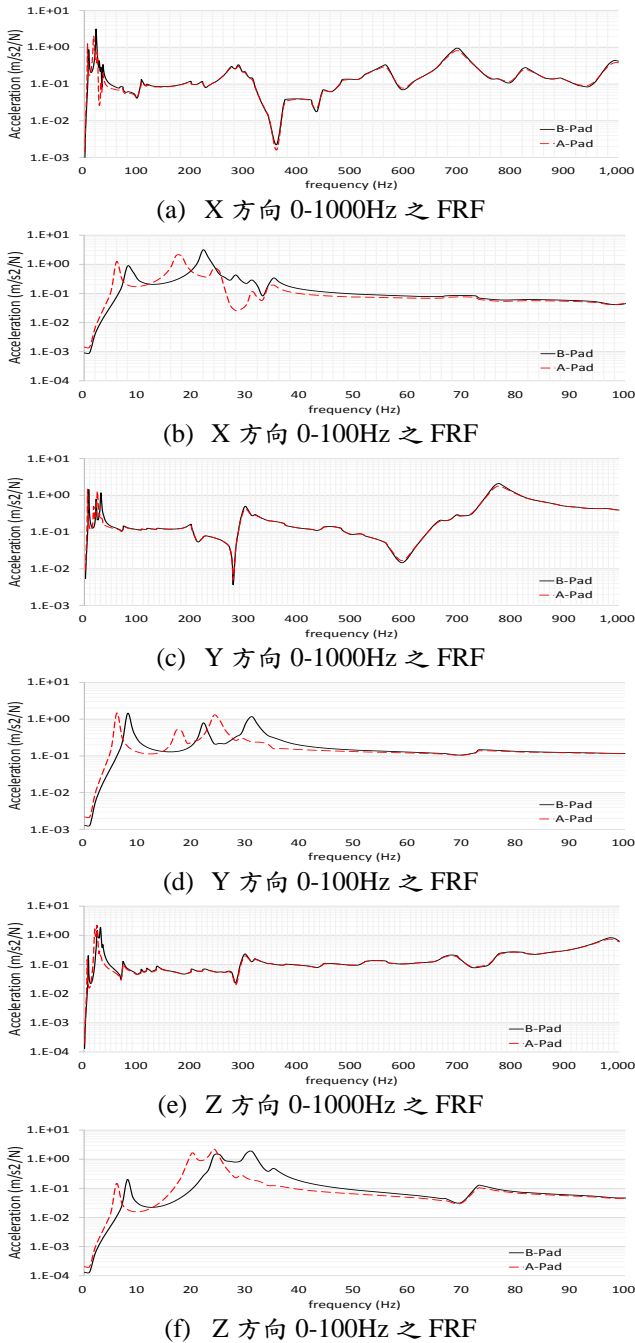 Acceleration (m/s2/N)
1.E+01
1.E+00
1.E-01
1.E-02
1.E-03
B-Pad
A-Pad
0 100 200 300 400 500 600 700 800 900 1,000
frequency (Hz)
(a) X 方向 0-1000Hz 之 FRF
Acceleration (m/s2/N)
1.E+01
1.E+00
1.E-01
1.E-02
1.E-03
1.E-04
B-Pad
A-Pad
0 10 20 30 40 50 60 70 80 90 100
frequency (Hz)
(b) X 方向 0-100Hz 之 FRF
Acceleration (m/s2/N)
1.E+01
1.E+00
1.E-01
1.E-02
1.E-03
B-Pad
A-Pad
0 100 200 300 400 500 600 700 800 900 1,000
frequency (Hz)
(c) Y 方向 0-1000Hz 之 FRF
Acceleration (m/s2/N)
1.E+01
1.E+00
1.E-01
1.E-02
1.E-03
B-Pad
A-Pad
0 10 20 30 40 50 60 70 80 90 100
frequency (Hz)
(d) Y 方向 0-100Hz 之 FRF
Acceleration (m/s2/N)
1.E+01
1.E+00
1.E-01
1.E-02
1.E-03
1.E-04
B-Pad
A-Pad
0 100 200 300 400 500 600 700 800 900 1,000
frequency (Hz)
(e) Z 方向 0-1000Hz 之 FRF
Acceleration (m/s2/N)
1.E+01
1.E+00
1.E-01
1.E-02
1.E-03
1.E-04
B-Pad
A-Pad
0 10 20 30 40 50 60 70 80 90 100
frequency (Hz)
(f) Z 方向 0-100Hz 之 FRF